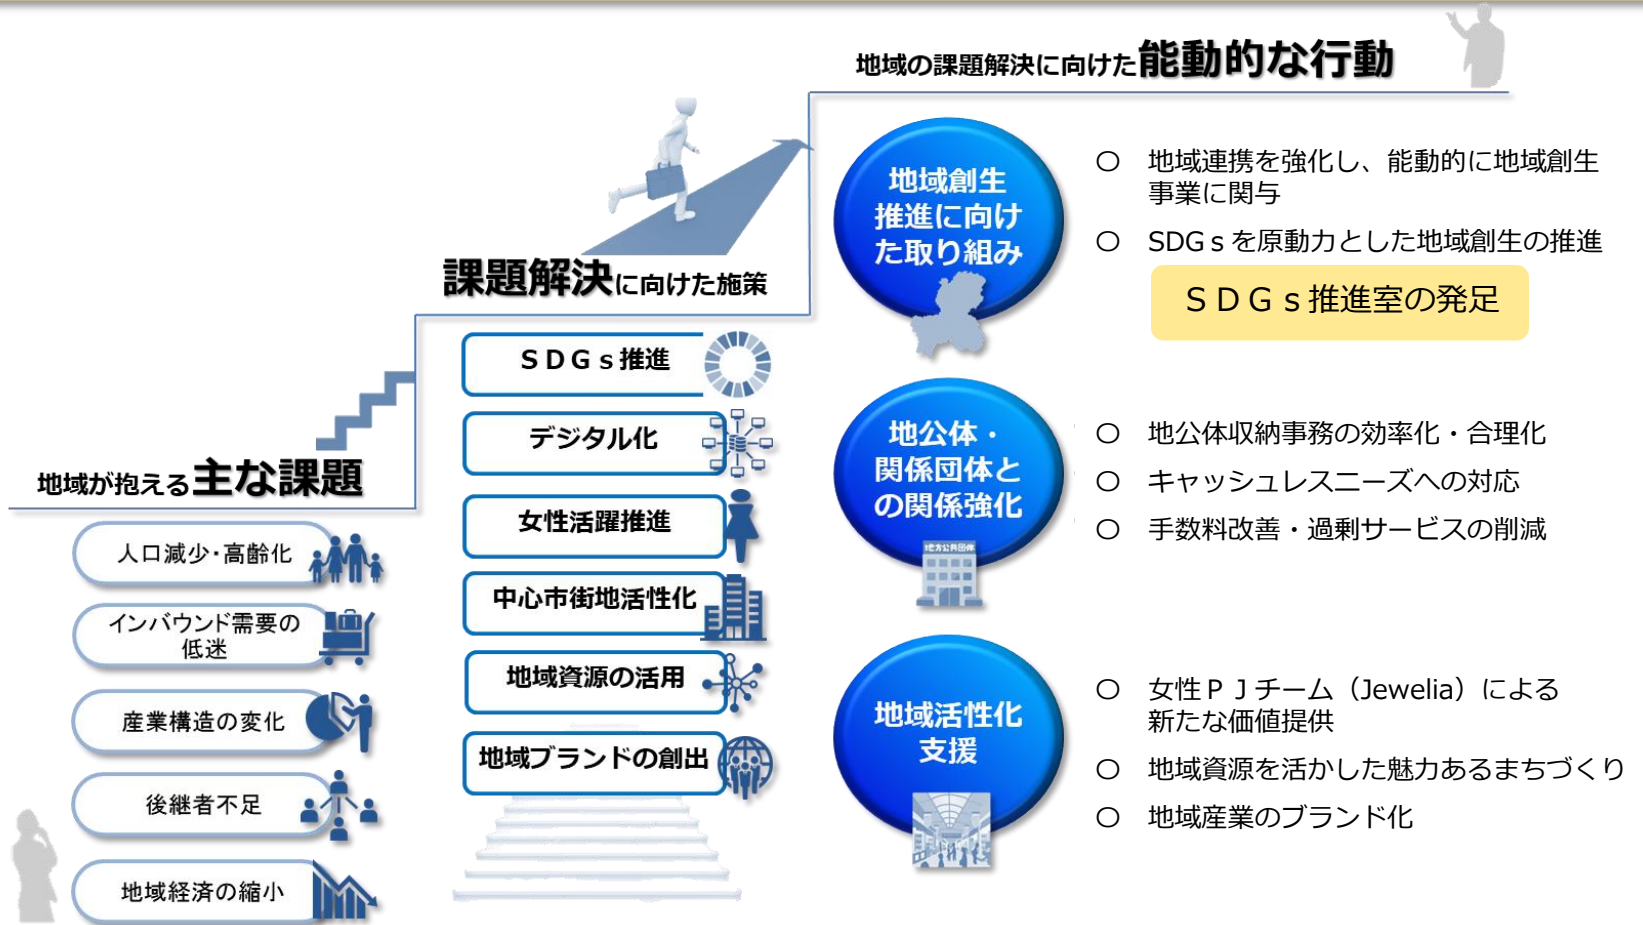 地域の課題解決に向けた能動的な行動
地域創生
推進に向け
た取り組み
〇 地域連携を強化し、能動的に地域創生
事業に関与
〇 SDGｓを原動力とした地域創生の推進
ＳＤＧｓ推進室の発足
地公体・
関係団体と
の関係強化
地方公共団体
〇 地公体収納事務の効率化・合理化
〇 キャッシュレスニーズへの対応
〇 手数料改善・過剰サービスの削減
地域活性化
支援
〇 女性ＰＪチーム（Jewelia）による
新たな価値提供
〇 地域資源を活かした魅力あるまちづくり
〇 地域産業のブランド化
課題解決に向けた施策
ＳＤＧｓ推進
デジタル化
女性活躍推進
中心市街地活性化
地域資源の活用
地域ブランドの創出
地域が抱える主な課題
人口減少・高齢化
インバウンド需要の
低迷
産業構造の変化
後継者不足
地域経済の縮小